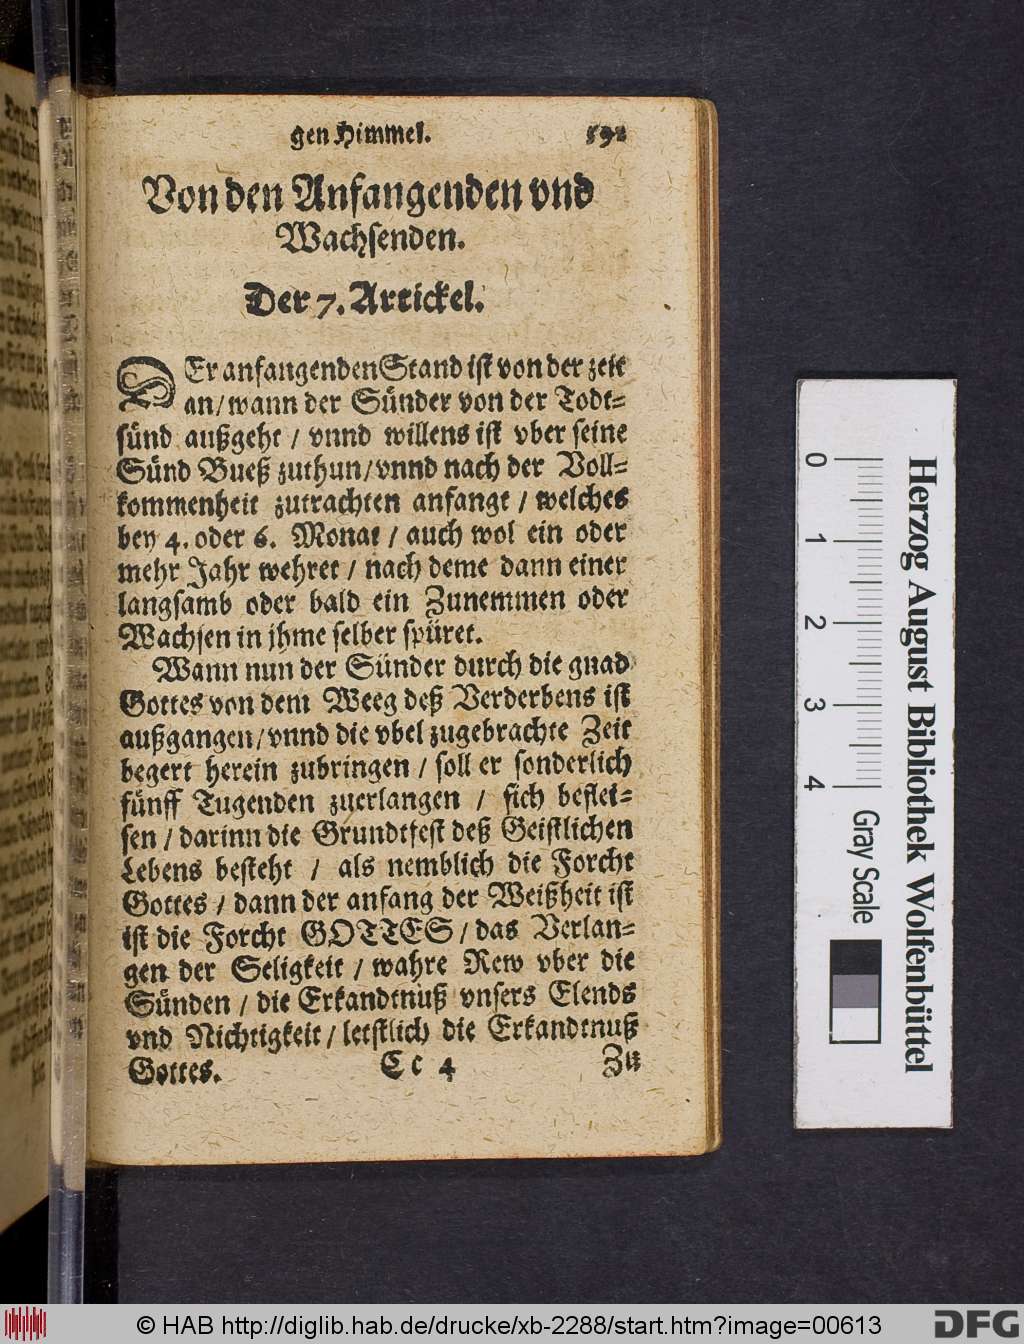 gen Himmel. 592
Von den Anfangenden vnd
Wachsenden.
Der 7. Artickel.
DEr anfangenden Stand ist von der zeit
an/ wann der Sünder von der Todt=
sünd außgeht / vnnd willens ist vber seine
Sünd Bueß zuthun/ vnnd nach der Voll=
kommenheit zutrachten anfangt / welches
bey 4. oder 6. Monat / auch wol ein oder
mehr Jahr wehret / nach deme dann einer
langsamb oder bald ein Zunemmen oder
Wachsen in jhme selber spüret.
Wann nun der Sünder durch die gnad
Gottes von dem Weeg deß Verderbens ist
außgangen/ vnnd die vbel zugebrachte Zeit
begert herein zubringen / soll er sonderlich
fünff Tugenden zuerlangen / sich beflei=
sen / darinn die Grundtfest deß Geistlichen
Lebens besteht / als nemblich die Forcht
Gottes / dann der anfang der Weißheit ist
ist die Forcht GOTTES / das Verlan=
gen der Seligkeit / wahre Rew vber die
Sünden / die Erkandtnuß vnsers Elends
vnd Nichtigkeit / letstlich die Erkandtnuß
Gottes. Cc 4 Zu
0 1 2 3 4
Gray Scale
Herzog August Bibliothek Wolfenbüttel
© HAB http://diglib.hab.de/drucke/xb-2288/start.htm?image=00613
DFG